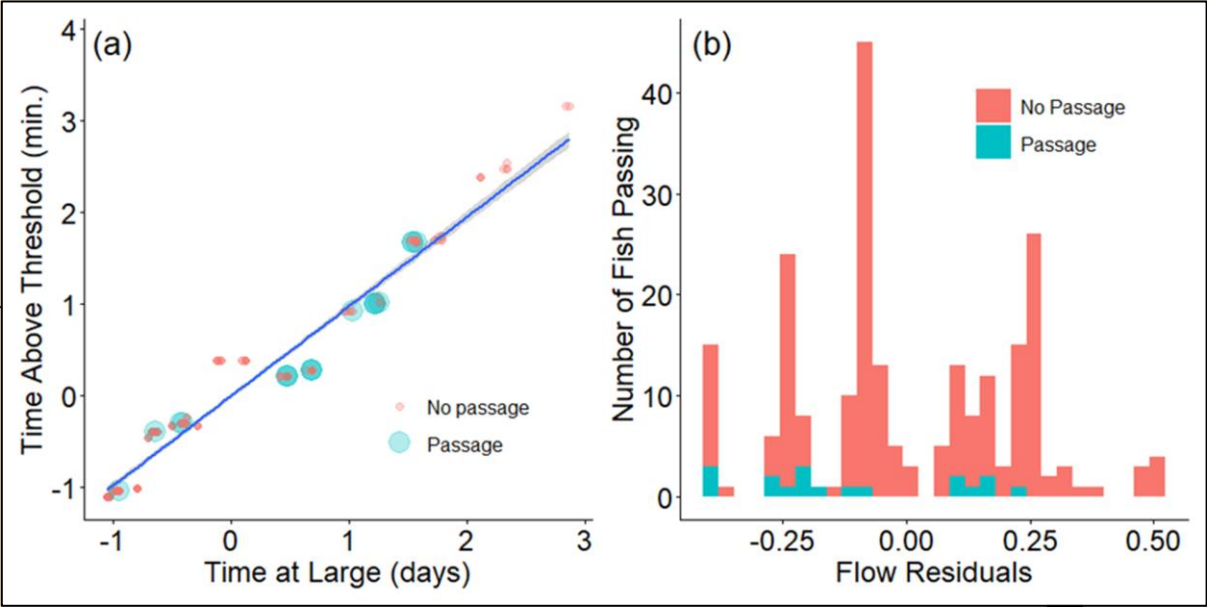 (a)
Time Above Threshold (min.)
4
3
2
1
0
-1
No passage
Passage
-1
0
1
2
3
Time at Large (days)
(b)
Number of Fish Passing
40
30
20
10
0
No Passage
Passage
-0.25
0.00
0.25
0.50
Flow Residuals